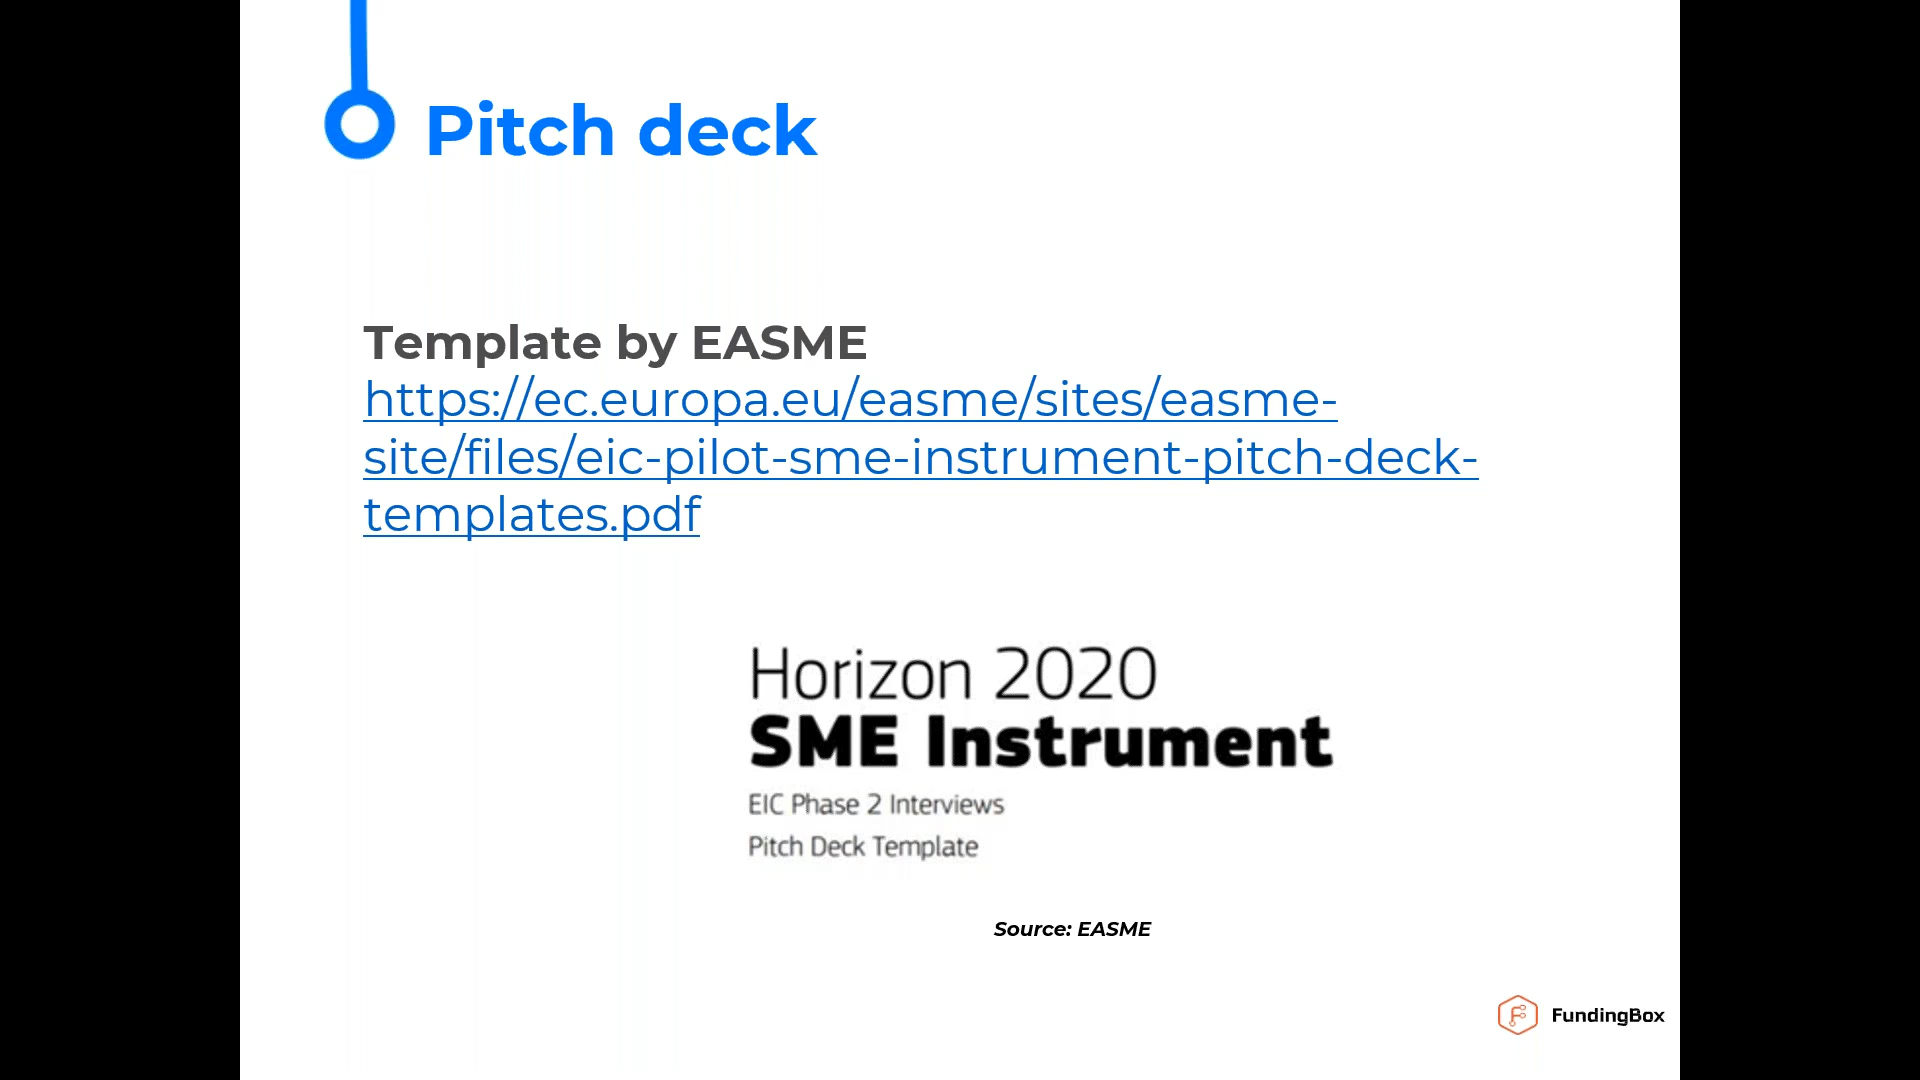 Pitch deck
Template by EASME
https://ec.europa.eu/easme/sites/easme-
site/files/eic-pilot-sme-instrument-pitch-deck-
templates.pdf
Horizon 2020
SME Instrument
EIC Phase 2 Interviews
Pitch Deck Template
Source: EASME
FundingBox